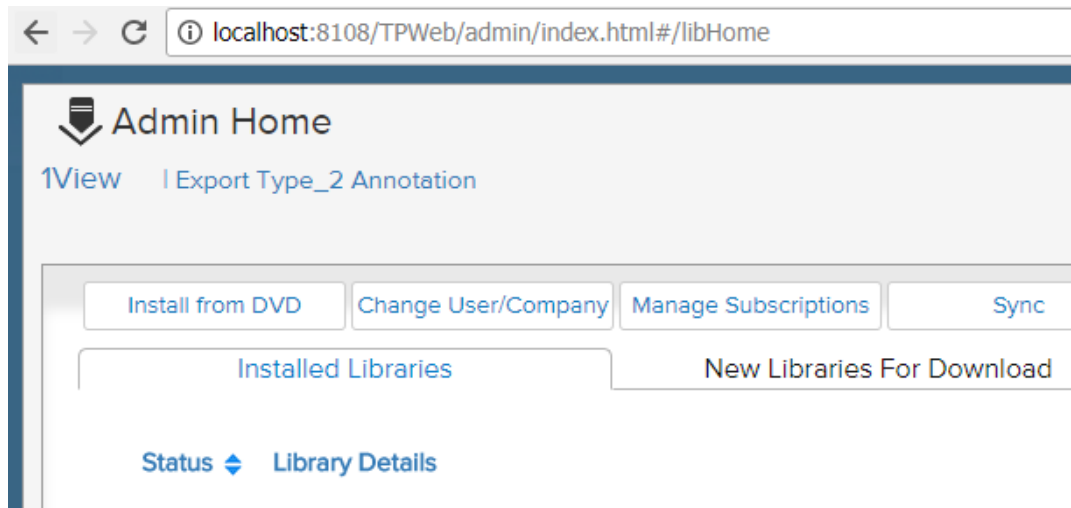 localhost:8108/TPWeb/admin/index.html#/libHome
Admin Home
1View | Export Type_2 Annotation
Install from DVD Change User/Company Manage Subscriptions Sync
Installed Libraries New Libraries For Download
Status Library Details